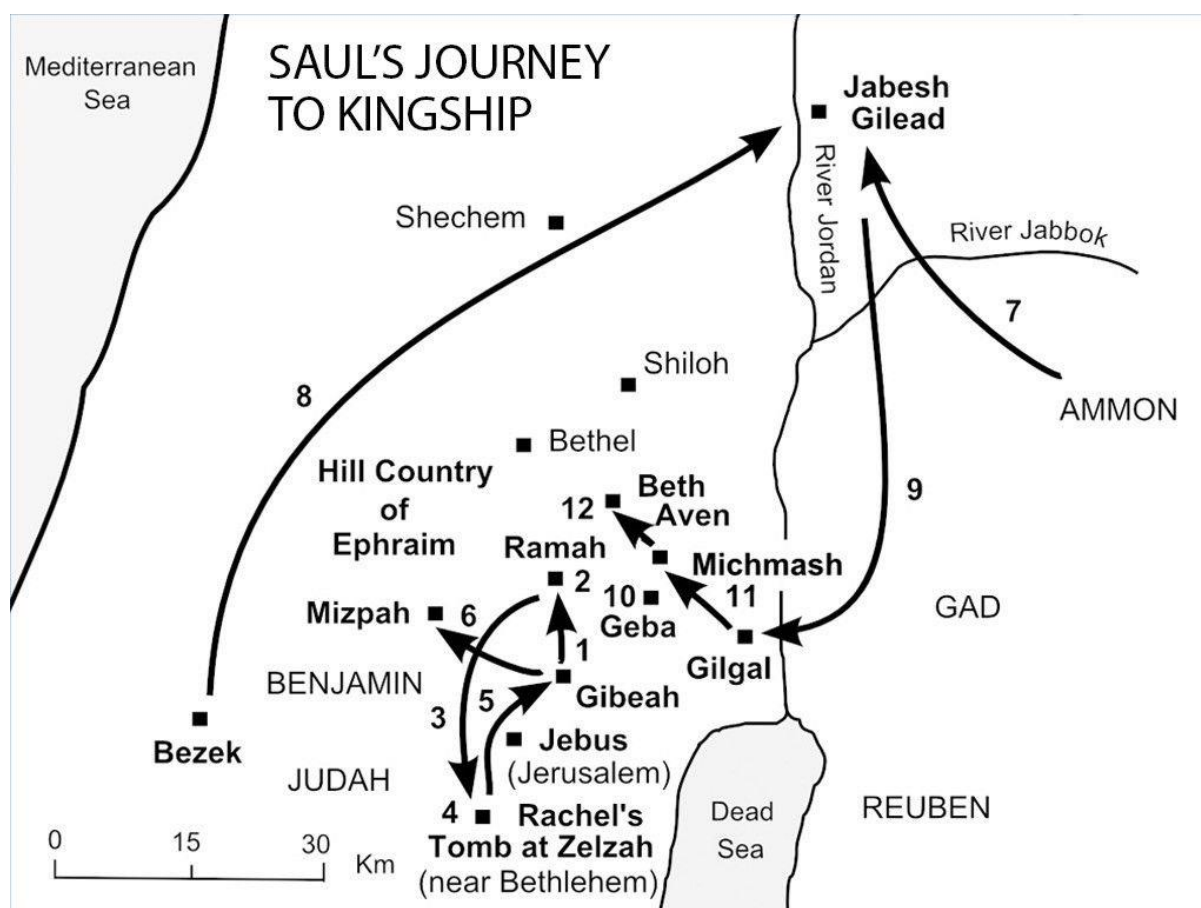 SAUL'S JOURNEY
TO KINGSHIP
Mediterranean
Sea
Jabesh
Gilead
River Jordan
Shechem
River Jabbok
7
Shiloh
8
AMMON
Bethel
Hill Country
of
Ephraim
9
Beth
Aven
12
Ramah
2
Michmash
10
11
Geba
GAD
Mizpah
6
1
Gilgal
BENJAMIN
5
Gibeah
3
Bezek
Jebus
(Jerusalem)
JUDAH
4
Rachel's
Tomb at Zelzah
(near Bethlehem)
Dead
Sea
REUBEN
0 15 30
Km